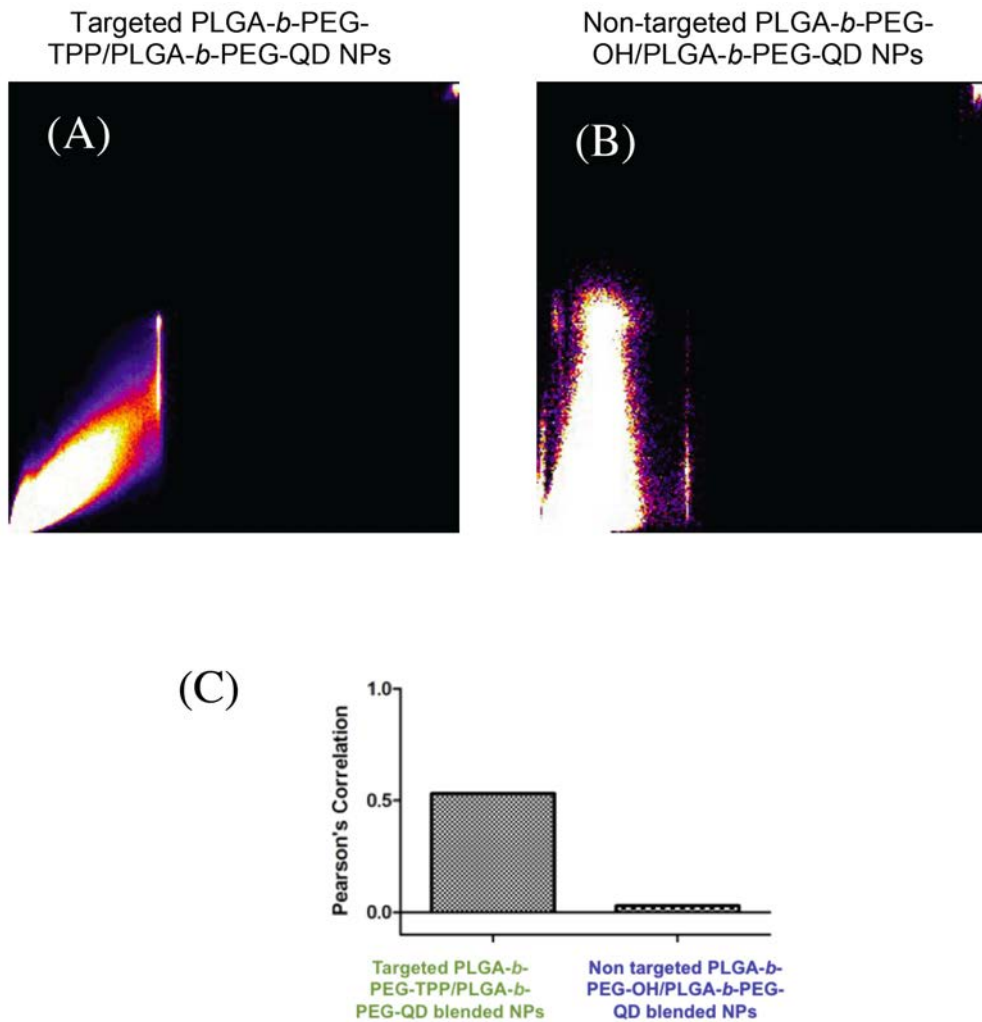 Targeted PLGA-b-PEG-
TPP/PLGA-b-PEG-QD NPs
Non-targeted PLGA-b-PEG-
OH/PLGA-b-PEG-QD NPs
(A)
(B)
(C)
Pearson's Correlation
1.0
0.5
0.0
Targeted PLGA-b-
PEG-TPP/PLGA-b-
PEG-QD blended NPs
Non targeted PLGA-b-
PEG-OH/PLGA-b-PEG-
QD blended NPs